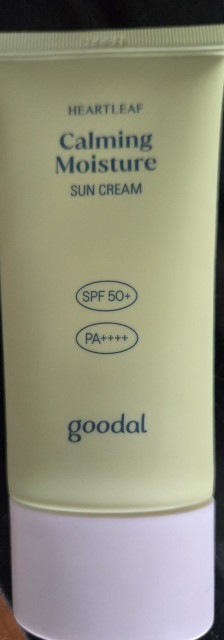 HEARTLEAF
Calming
Moisture
SUN CREAM
SPF 50+
PA++++
goodal